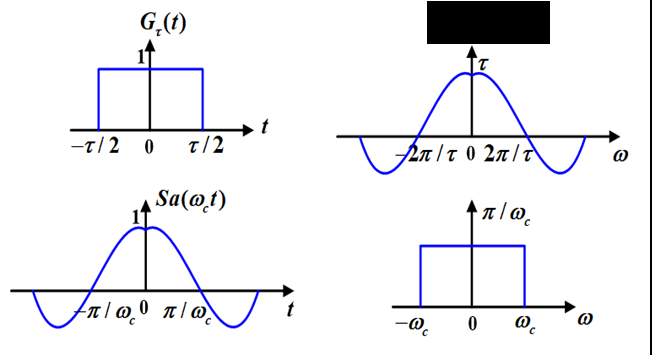 G_τ(t)
1
−τ/2 0 τ/2 t
τ
−2π/τ 0 2π/τ ω
Sa(ω_c t)
1
−π/ω_c 0 π/ω_c t
π/ω_c
−ω_c 0 ω_c ω